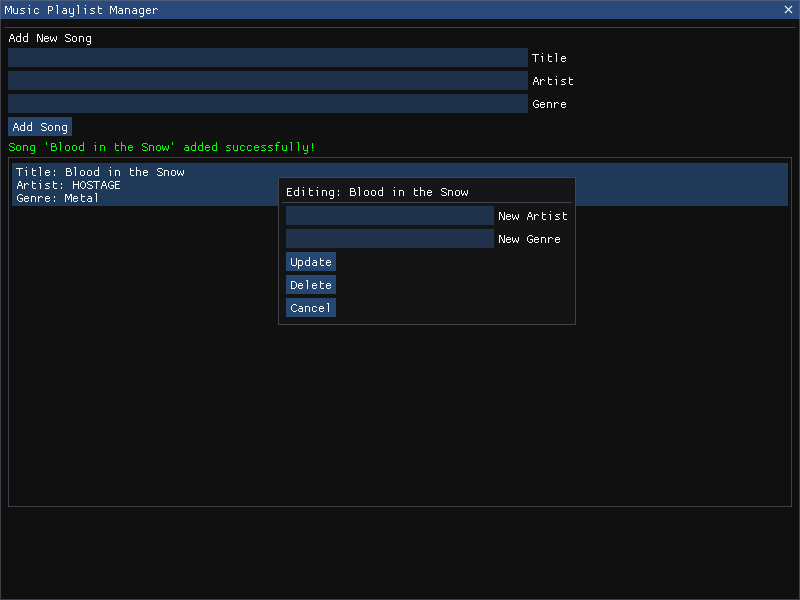 Music Playlist Manager
Add New Song
Title
Artist
Genre
Add Song
Song 'Blood in the Snow' added successfully!
Title: Blood in the Snow
Artist: HOSTAGE
Genre: Metal
Editing: Blood in the Snow
New Artist
New Genre
Update
Delete
Cancel